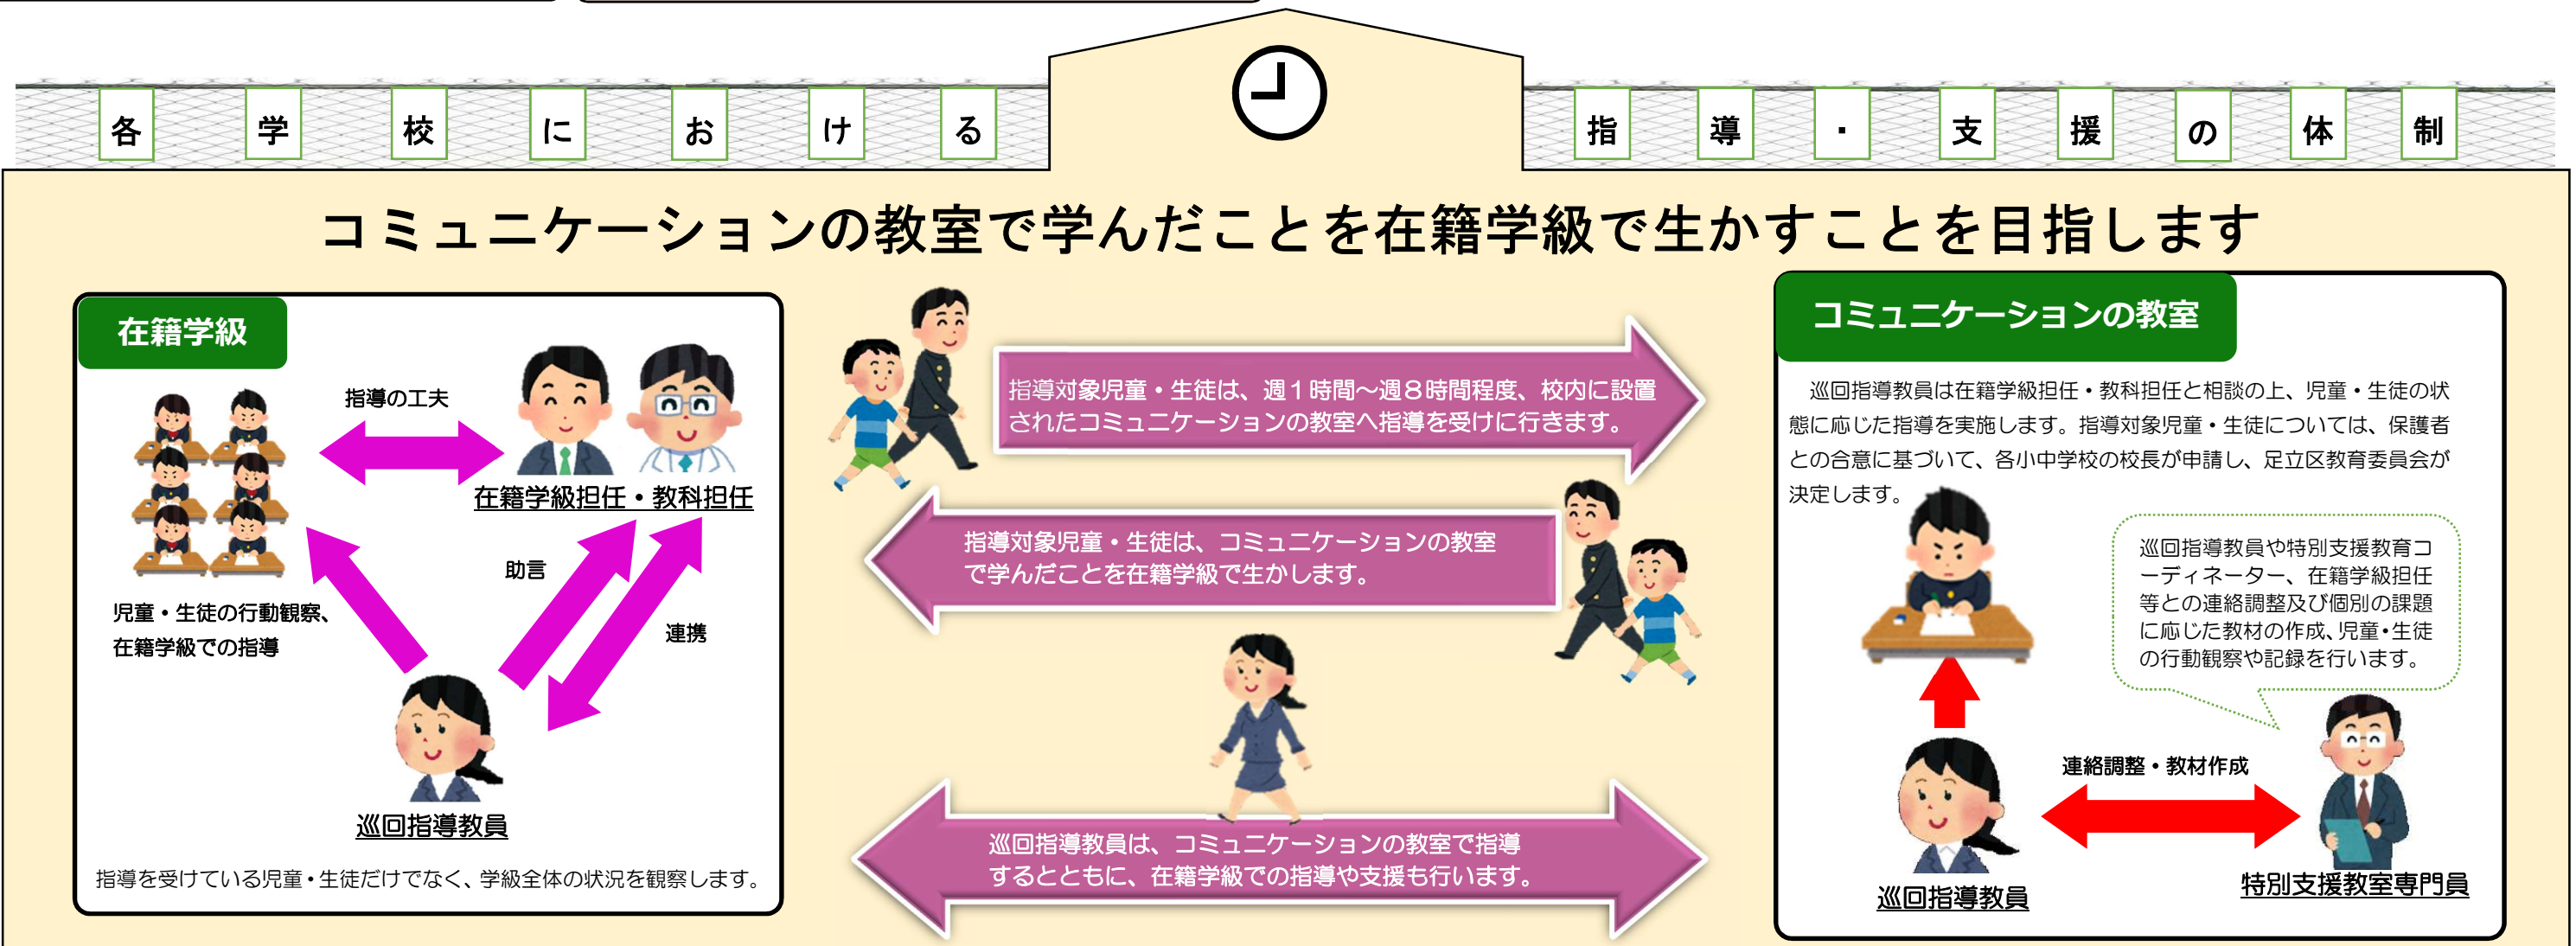 各学校における
指導・支援の体制
コミュニケーションの教室で学んだことを在籍学級で生かすことを目指します
在籍学級
指導の工夫
在籍学級担任・教科担任
助言
連携
児童・生徒の行動観察、
在籍学級での指導
巡回指導教員
指導を受けている児童・生徒だけでなく、学級全体の状況を観察します。
指導対象児童・生徒は、週１時間～週８時間程度、校内に設置
されたコミュニケーションの教室へ指導を受けに行きます。
指導対象児童・生徒は、コミュニケーションの教室
で学んだことを在籍学級で生かします。
巡回指導教員は、コミュニケーションの教室で指導
するとともに、在籍学級での指導や支援も行います。
コミュニケーションの教室
巡回指導教員は在籍学級担任・教科担任と相談の上、児童・生徒の状
態に応じた指導を実施します。指導対象児童・生徒については、保護者
との合意に基づいて、各小中学校の校長が申請し、足立区教育委員会が
決定します。
巡回指導教員や特別支援教育コ
ーディネーター、在籍学級担任
等との連絡調整及び個別の課題
に応じた教材の作成、児童・生徒
の行動観察や記録を行います。
連絡調整・教材作成
巡回指導教員
特別支援教室専門員